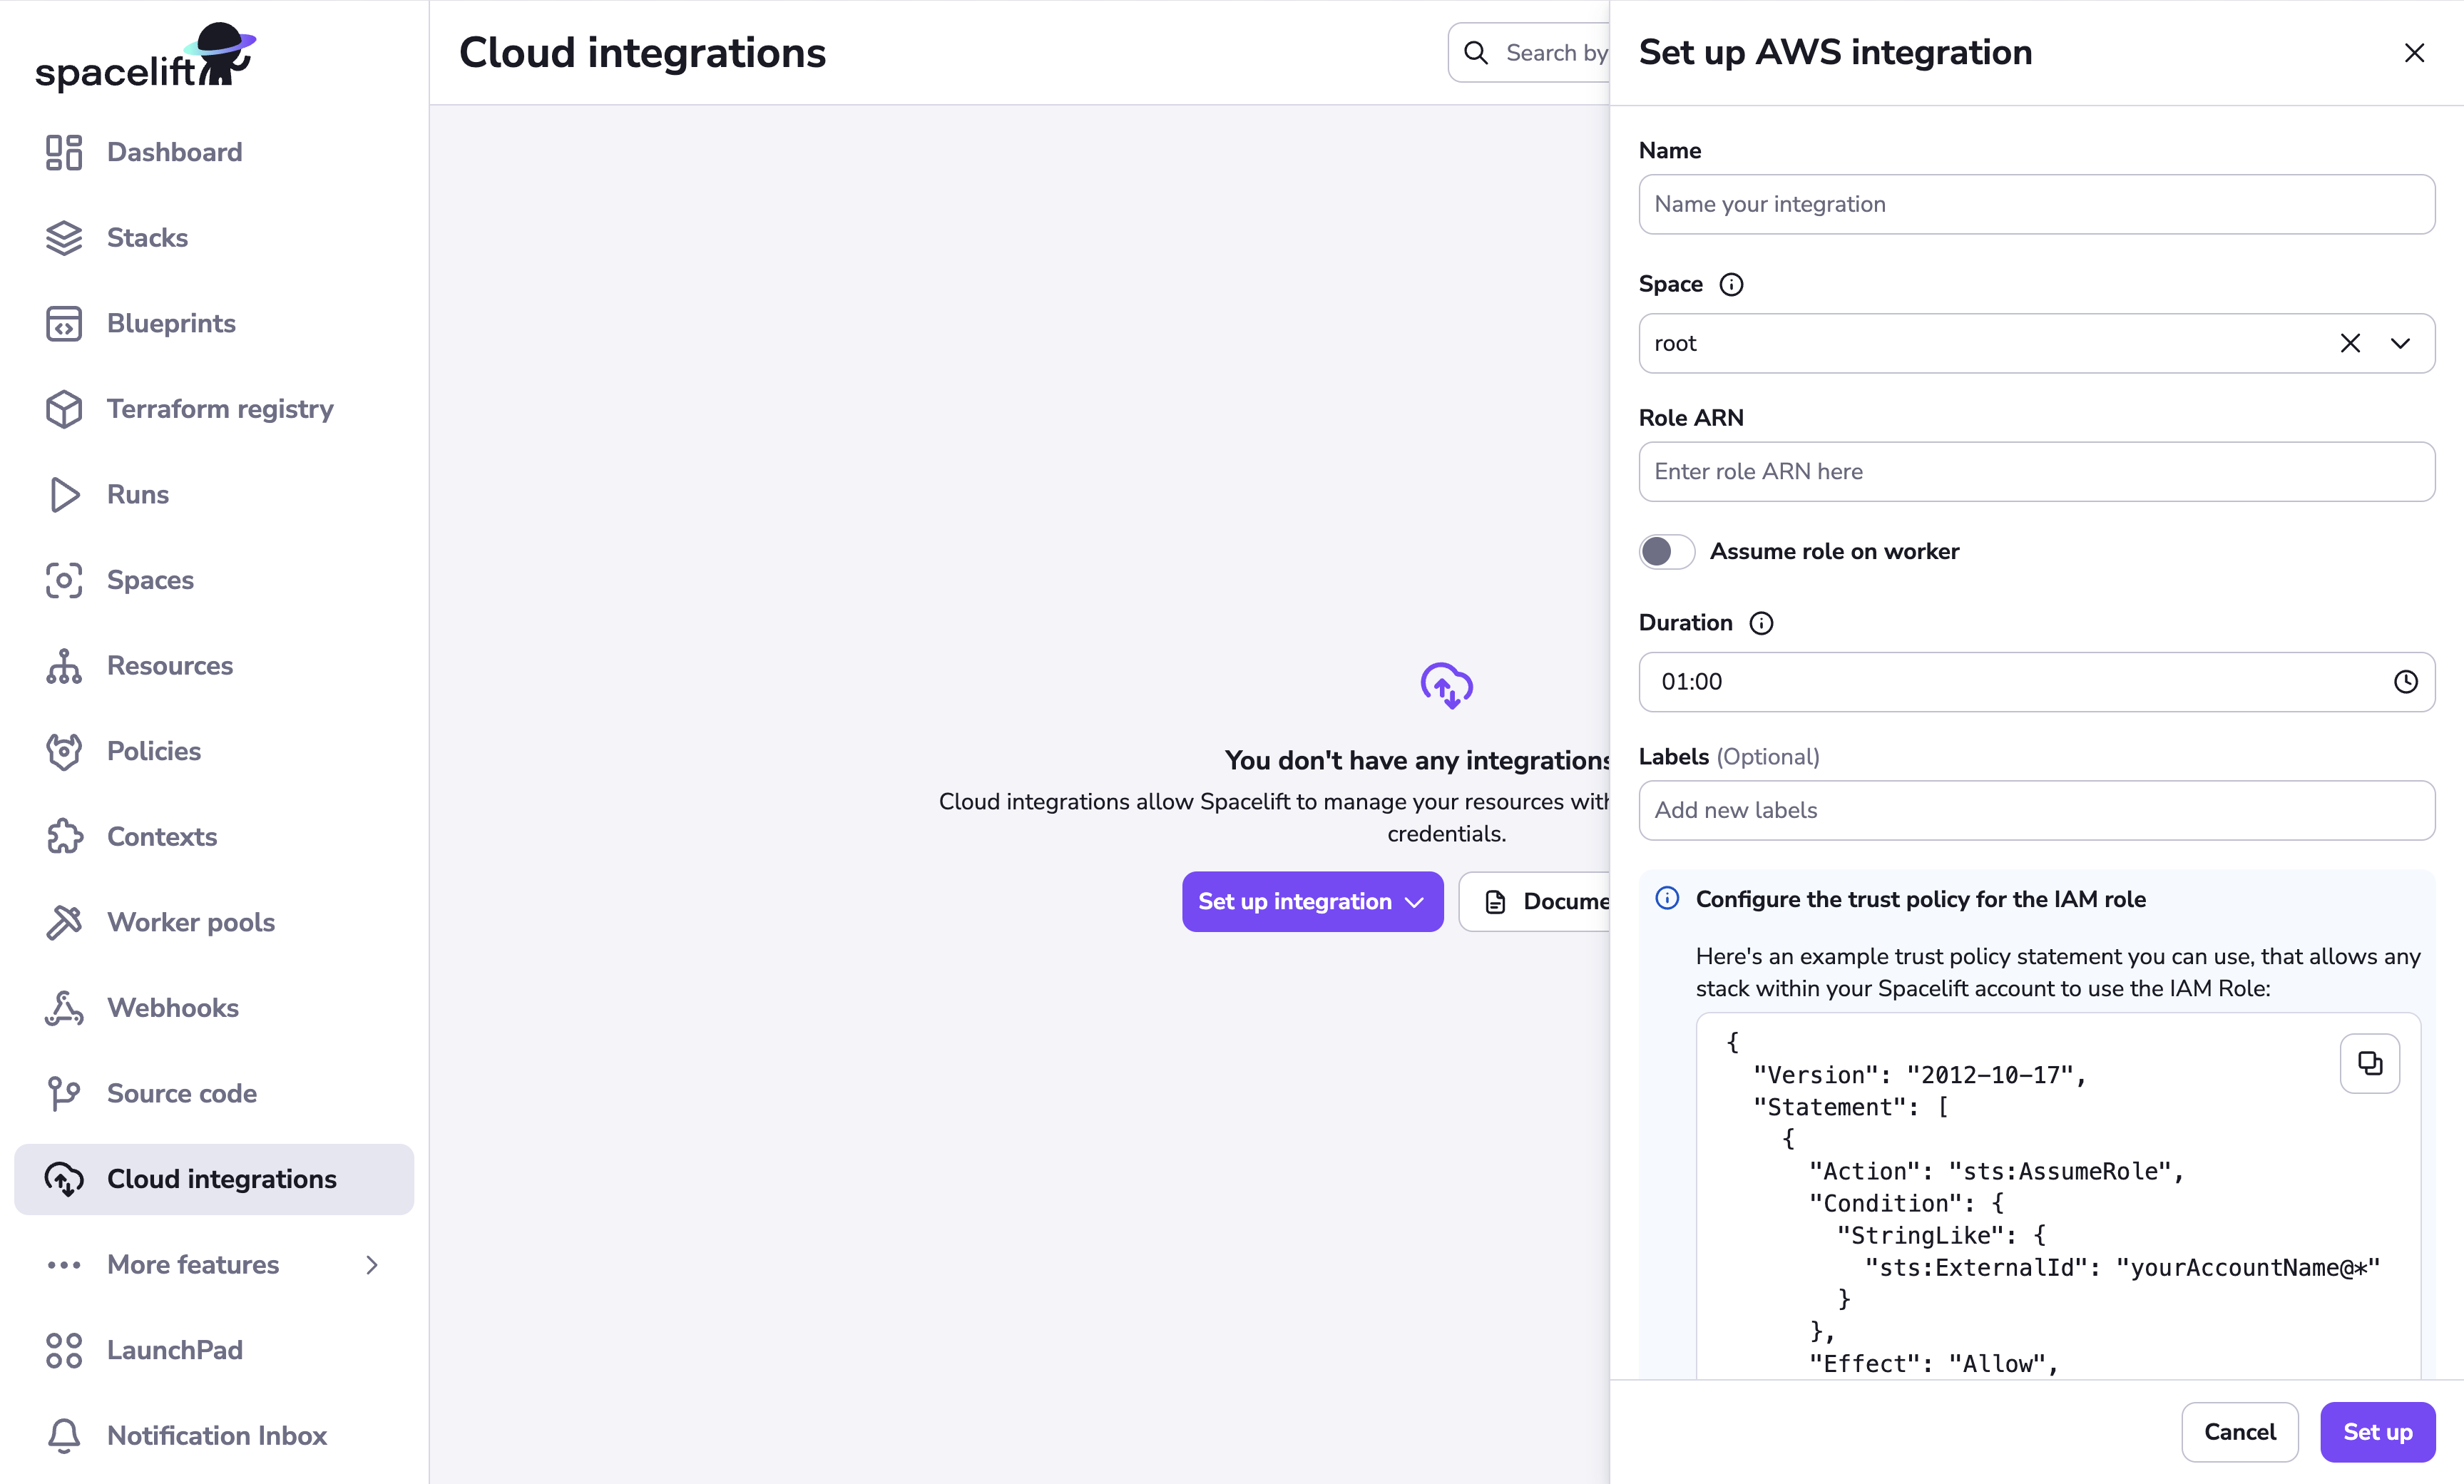 spacelift
Dashboard
Stacks
Blueprints
Terraform registry
Runs
Spaces
Resources
Policies
Contexts
Worker pools
Webhooks
Source code
Cloud integrations
More features
LaunchPad
Notification Inbox
Cloud integrations
Search by
You don't have any integrations
Cloud integrations allow Spacelift to manage your resources with
credentials.
Set up integration
Docume
Set up AWS integration
Name
Name your integration
Space
root
Role ARN
Enter role ARN here
Assume role on worker
Duration
01:00
Labels (Optional)
Add new labels
Configure the trust policy for the IAM role
Here's an example trust policy statement you can use, that allows any
stack within your Spacelift account to use the IAM Role:
{
"Version": "2012-10-17",
"Statement": [
{
"Action": "sts:AssumeRole",
"Condition": {
"StringLike": {
"sts:ExternalId": "yourAccountName@*"
}
},
"Effect": "Allow",
Cancel
Set up